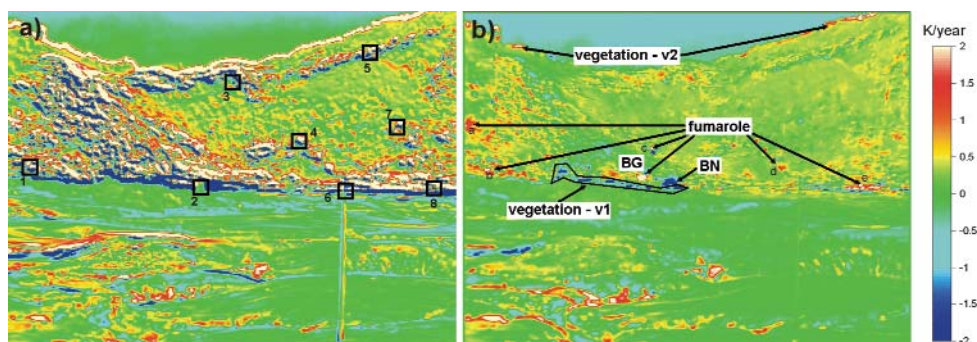 a)
5
3
7
4
1
2
6
8
b)
vegetation - v2
fumarole
a
c
BG
BN
b
d
e
vegetation - v1
K/year
2
1.5
1
0.5
0
-0.5
-1
-1.5
-2